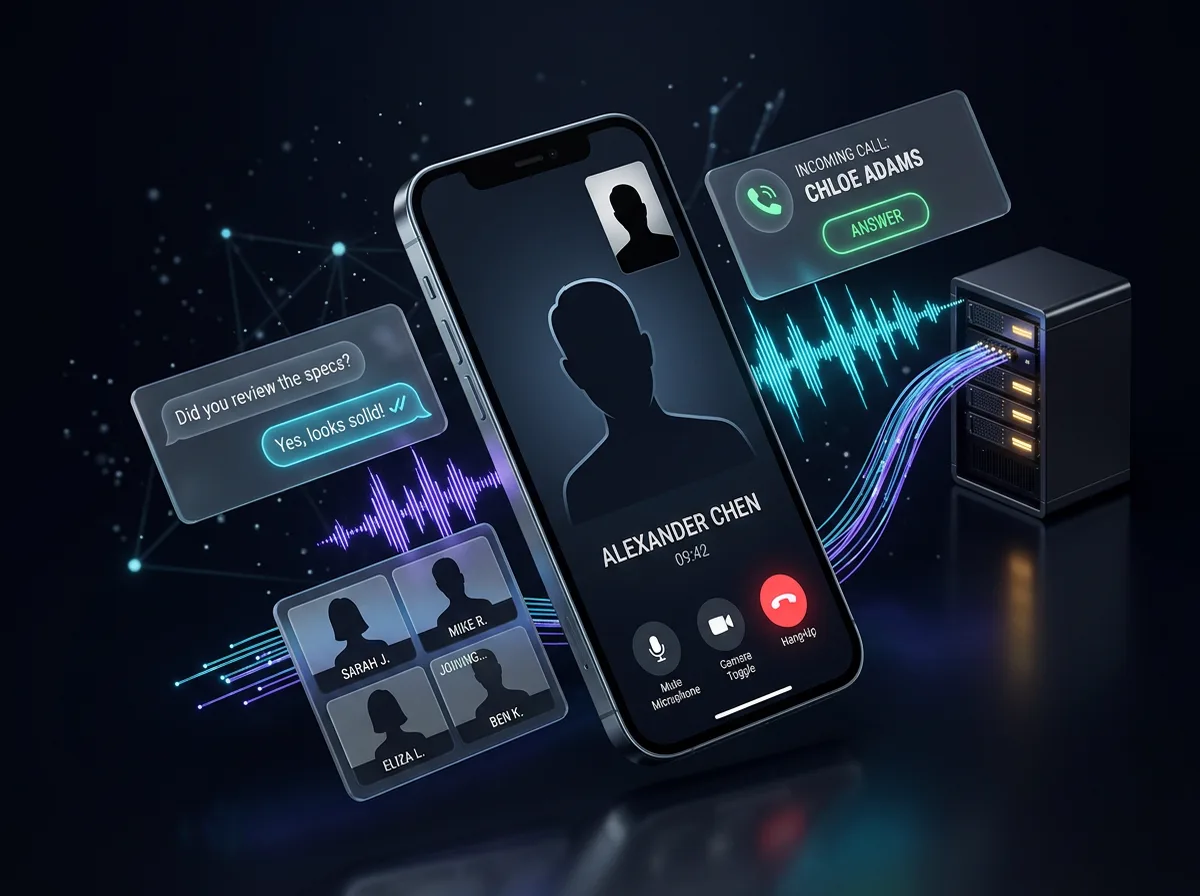 INCOMING CALL:
CHLOE ADAMS
ANSWER
Did you review the specs?
Yes, looks solid!
ALEXANDER CHEN
09:42
Mute
Microphone
Camera
Toggle
Hang-Up
SARAH J.
MIKE R.
ELIZA L.
JOINING...
BEN K.